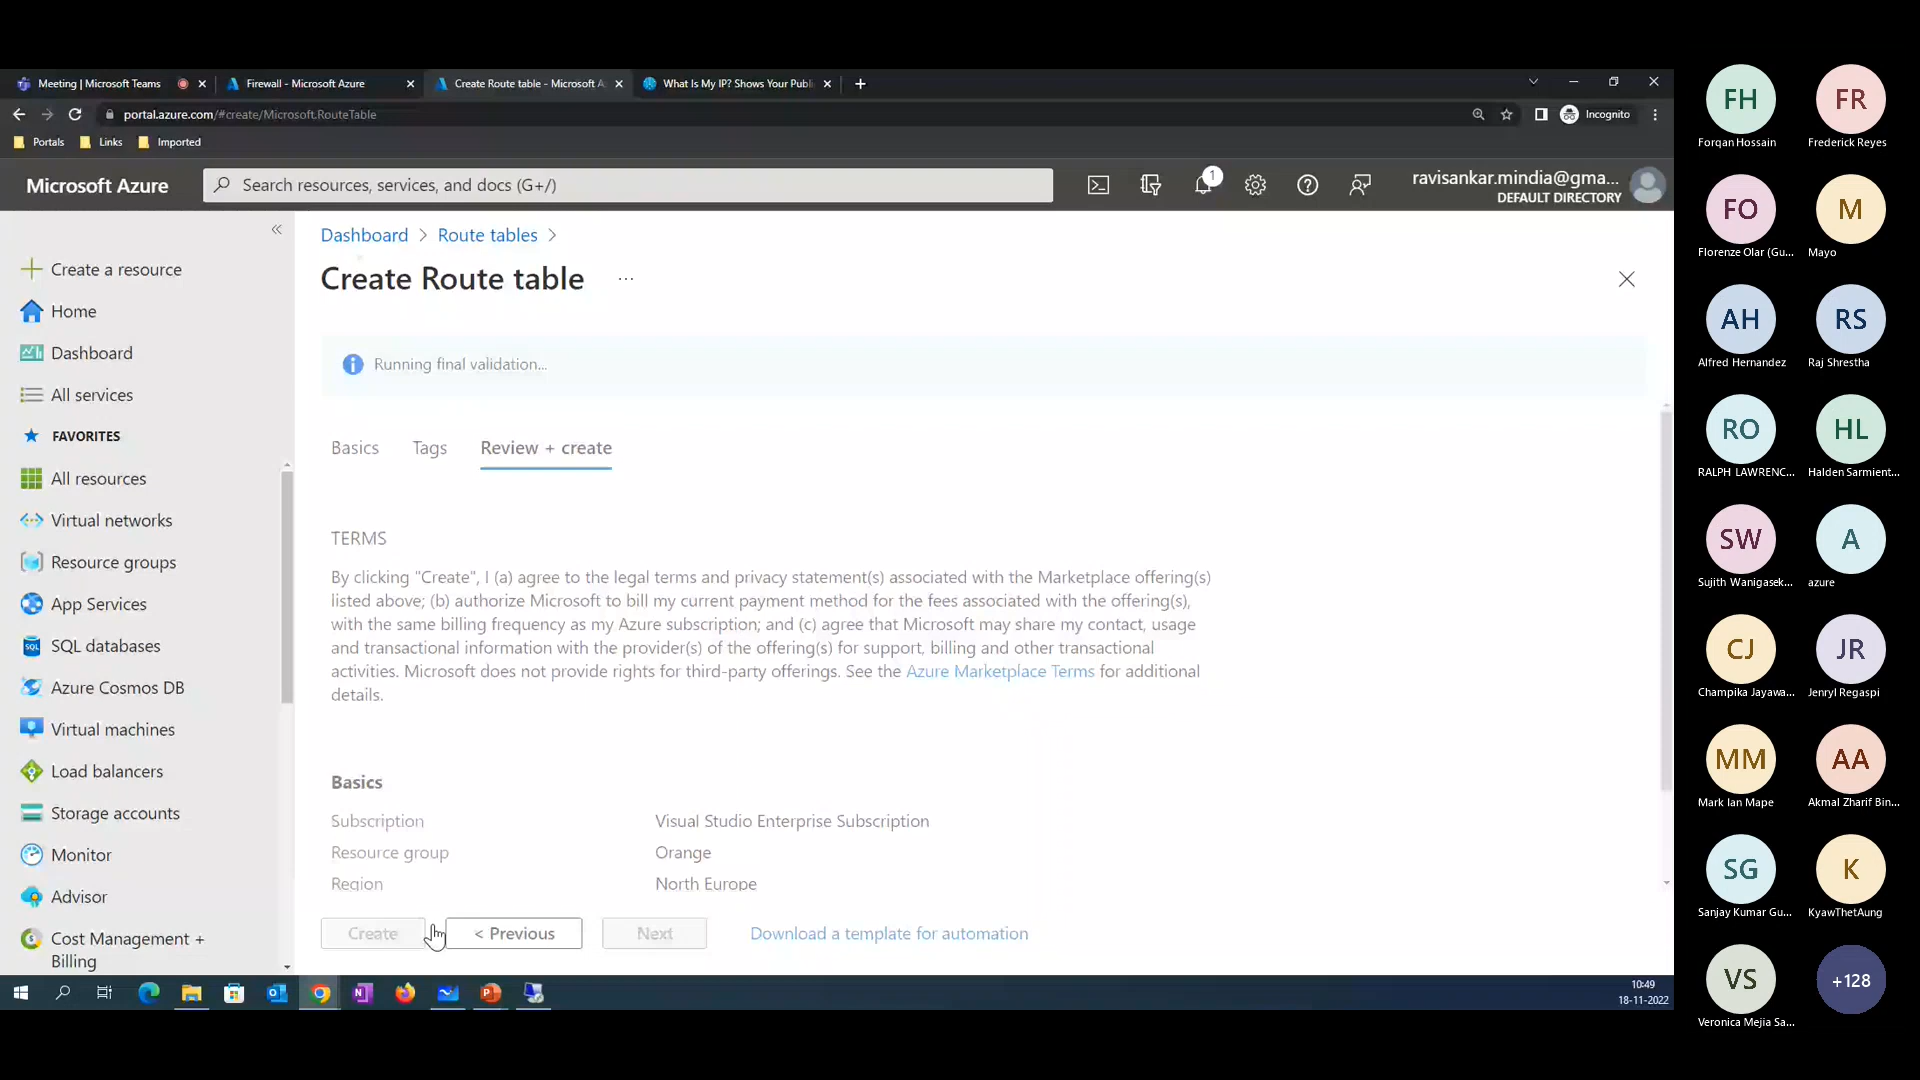 Meeting | Microsoft Teams
Firewall - Microsoft Azure
Create Route table - Microsoft A
What Is My IP? Shows Your Publ
portal.azure.com/#create/Microsoft.RouteTable
Incognito
Portals
Links
Imported
Microsoft Azure
Search resources, services, and docs (G+/)
1
ravisankar.mindia@gma...
DEFAULT DIRECTORY
Create a resource
Home
Dashboard
All services
FAVORITES
All resources
Virtual networks
Resource groups
App Services
SQL
SQL databases
Azure Cosmos DB
Virtual machines
Load balancers
Storage accounts
Monitor
Advisor
Cost Management +
Billing
Dashboard > Route tables >
Create Route table
...
Running final validation...
Basics
Tags
Review + create
TERMS
By clicking "Create", I (a) agree to the legal terms and privacy statement(s) associated with the Marketplace offering(s)
listed above; (b) authorize Microsoft to bill my current payment method for the fees associated with the offering(s),
with the same billing frequency as my Azure subscription; and (c) agree that Microsoft may share my contact, usage
and transactional information with the provider(s) of the offering(s) for support, billing and other transactional
activities. Microsoft does not provide rights for third-party offerings. See the Azure Marketplace Terms for additional
details.
Basics
Subscription
Visual Studio Enterprise Subscription
Resource group
Orange
Region
North Europe
Create
< Previous
Next
Download a template for automation
10:49
18-11-2022
FH
Forqan Hossain
FR
Frederick Reyes
FO
Florenze Olar (Gu...
M
Mayo
AH
Alfred Hernandez
RS
Raj Shrestha
RO
RALPH LAWRENC...
HL
Halden Sarmient...
SW
Sujith Wanigasek...
A
azure
CJ
Champika Jayawa...
JR
Jenryl Regaspi
MM
Mark Ian Mape
AA
Akmal Zharif Bin...
SG
Sanjay Kumar Gu...
K
KyawThetAung
VS
Veronica Mejia Sa...
+128